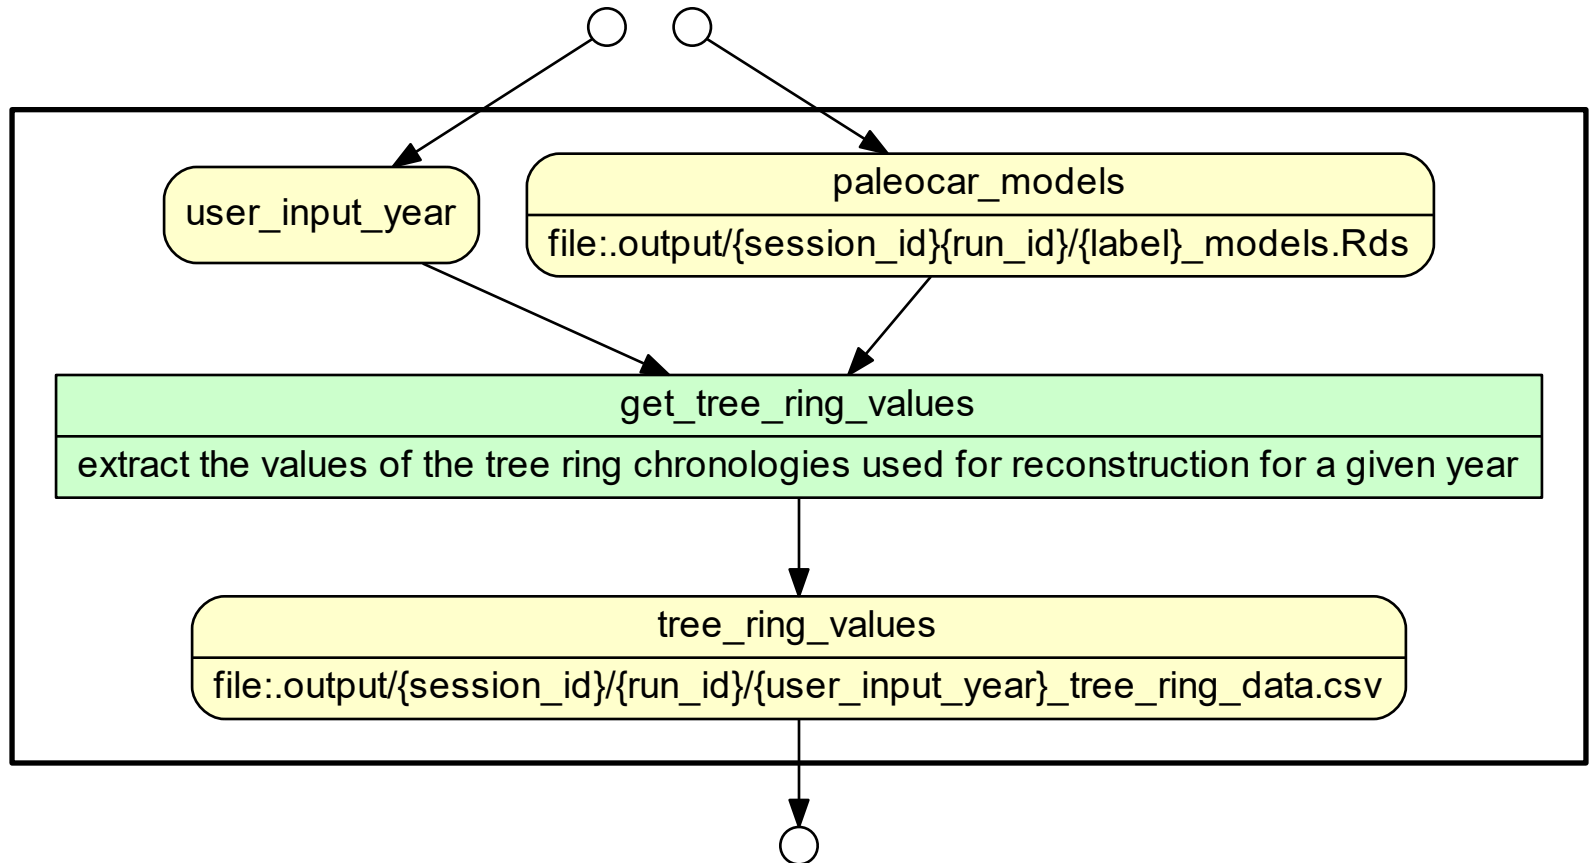 user_input_year
paleocar_models
file:.output/{session_id}{run_id}/{label}_models.Rds
get_tree_ring_values
extract the values of the tree ring chronologies used for reconstruction for a given year
tree_ring_values
file:.output/{session_id}/{run_id}/{user_input_year}_tree_ring_data.csv